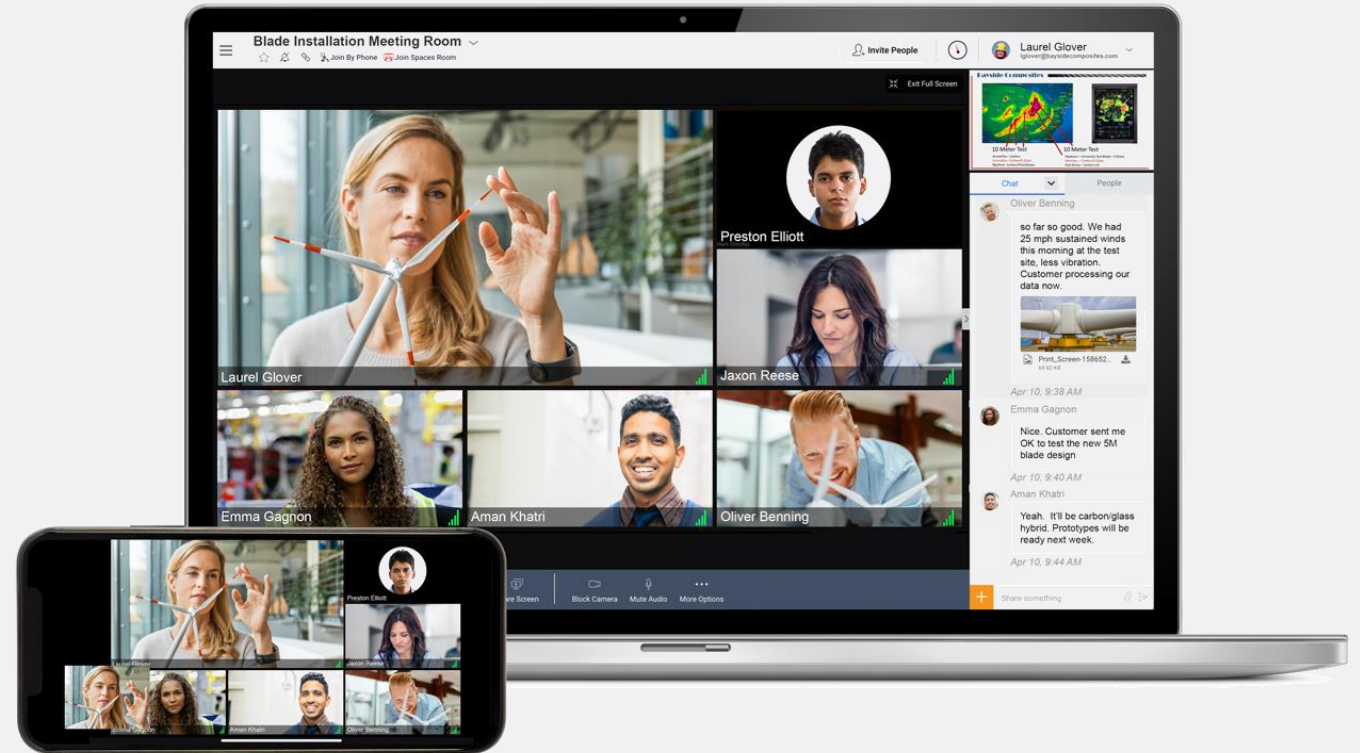 Blade Installation Meeting Room
Join By Phone Join Spaces Room
Invite People
Laurel Glover
lglover@baysidecomposites.com
Exit Full Screen
Laurel Glover
Preston Elliott
Jaxon Reese
Emma Gagnon
Aman Khatri
Oliver Benning
Bayside Composites
10 Meter Test
10 Meter Test
Chat
People
Oliver Benning
so far so good. We had
25 mph sustained winds
this morning at the test
site, less vibration.
Customer processing our
data now.
Print_Screen-158652...
Apr 10, 9:38 AM
Emma Gagnon
Nice. Customer sent me
OK to test the new 5M
blade design
Apr 10, 9:40 AM
Aman Khatri
Yeah. It'll be carbon/glass
hybrid. Prototypes will be
ready next week.
Apr 10, 9:44 AM
Share something
Screen
Block Camera
Mute Audio
More Options
Preston Elliott
Laurel Glover
Jaxon Reese
Aman Khatri
Oliver Benning